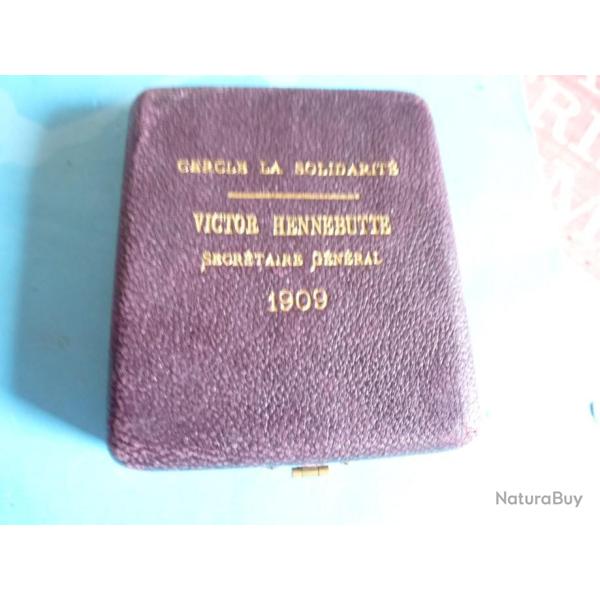 CERCLE LA SOLIDARITÉ
VICTOR HENNEBUTTE
SECRÉTAIRE GÉNÉRAL
1909
NaturaBuy